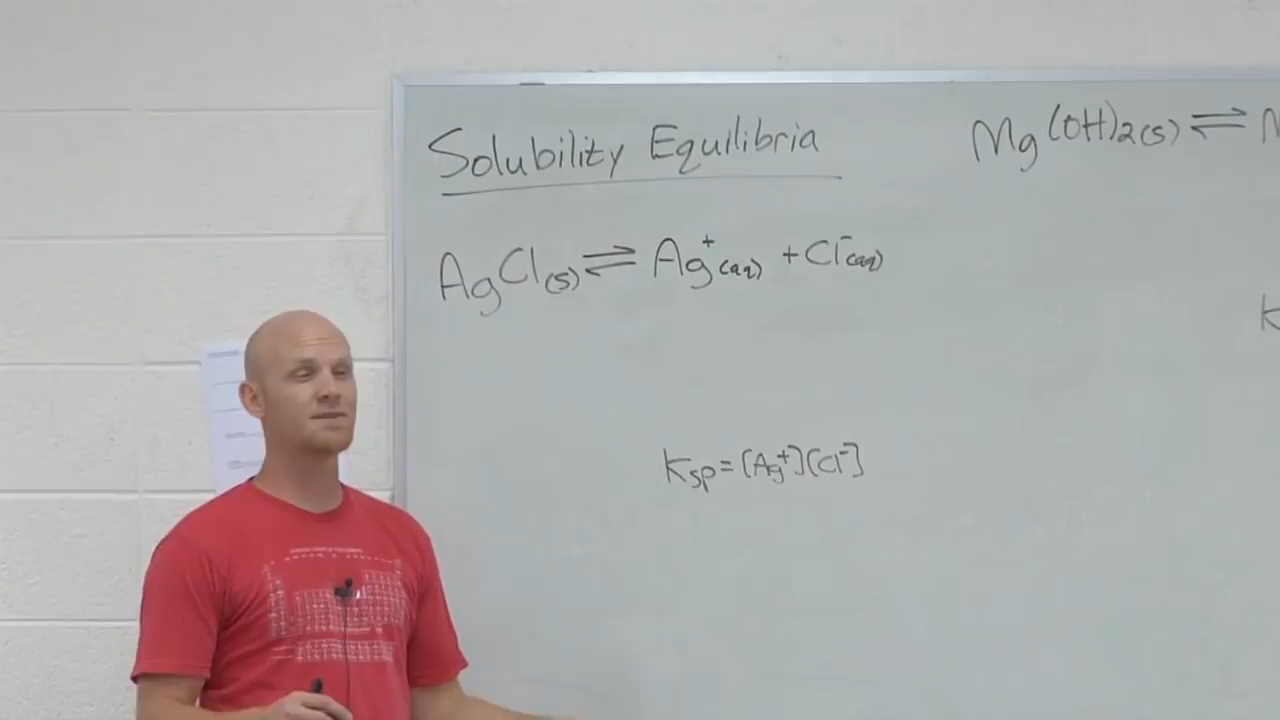 Solubility Equilibria
AgCl(s) ⇌ Ag⁺(aq) + Cl⁻(aq)
Ksp = [Ag⁺][Cl⁻]
Mg(OH)₂(s) ⇌
K